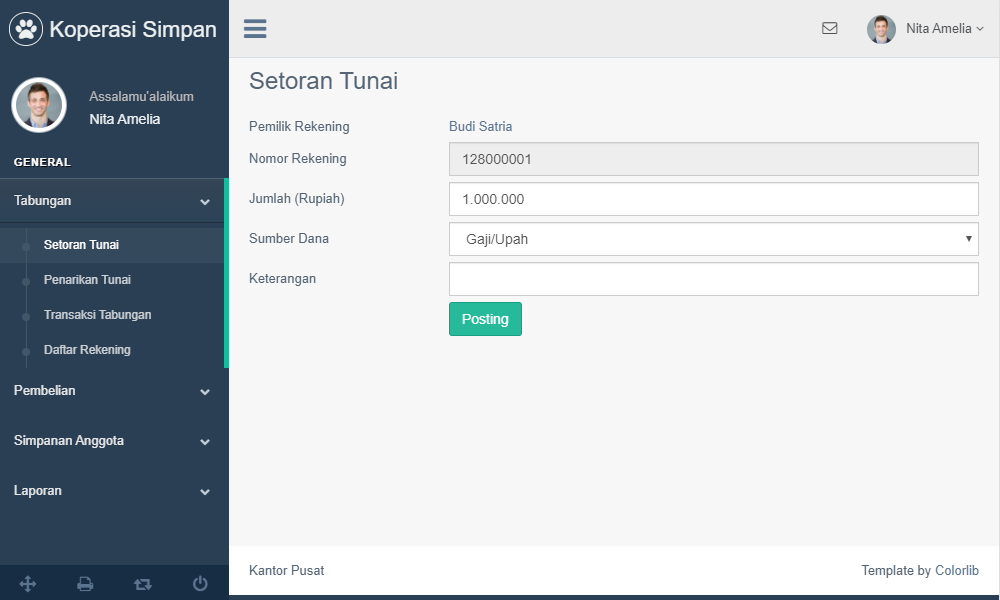 Koperasi Simpan
Nita Amelia
Assalamu'alaikum
Nita Amelia
GENERAL
Tabungan
Setoran Tunai
Penarikan Tunai
Transaksi Tabungan
Daftar Rekening
Pembelian
Simpanan Anggota
Laporan
Setoran Tunai
Pemilik Rekening Budi Satria
Nomor Rekening 128000001
Jumlah (Rupiah) 1.000.000
Sumber Dana Gaji/Upah
Keterangan
Posting
Kantor Pusat
Template by Colorlib